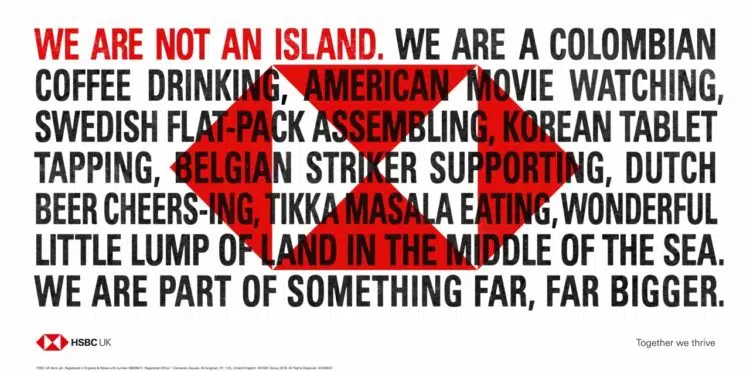 WE ARE NOT AN ISLAND. WE ARE A COLOMBIAN
COFFEE DRINKING, AMERICAN MOVIE WATCHING,
SWEDISH FLAT-PACK ASSEMBLING, KOREAN TABLET
TAPPING, BELGIAN STRIKER SUPPORTING, DUTCH
BEER CHEERS-ING, TIKKA MASALA EATING, WONDERFUL
LITTLE LUMP OF LAND IN THE MIDDLE OF THE SEA.
WE ARE PART OF SOMETHING FAR, FAR BIGGER.
HSBC UK
Together we thrive